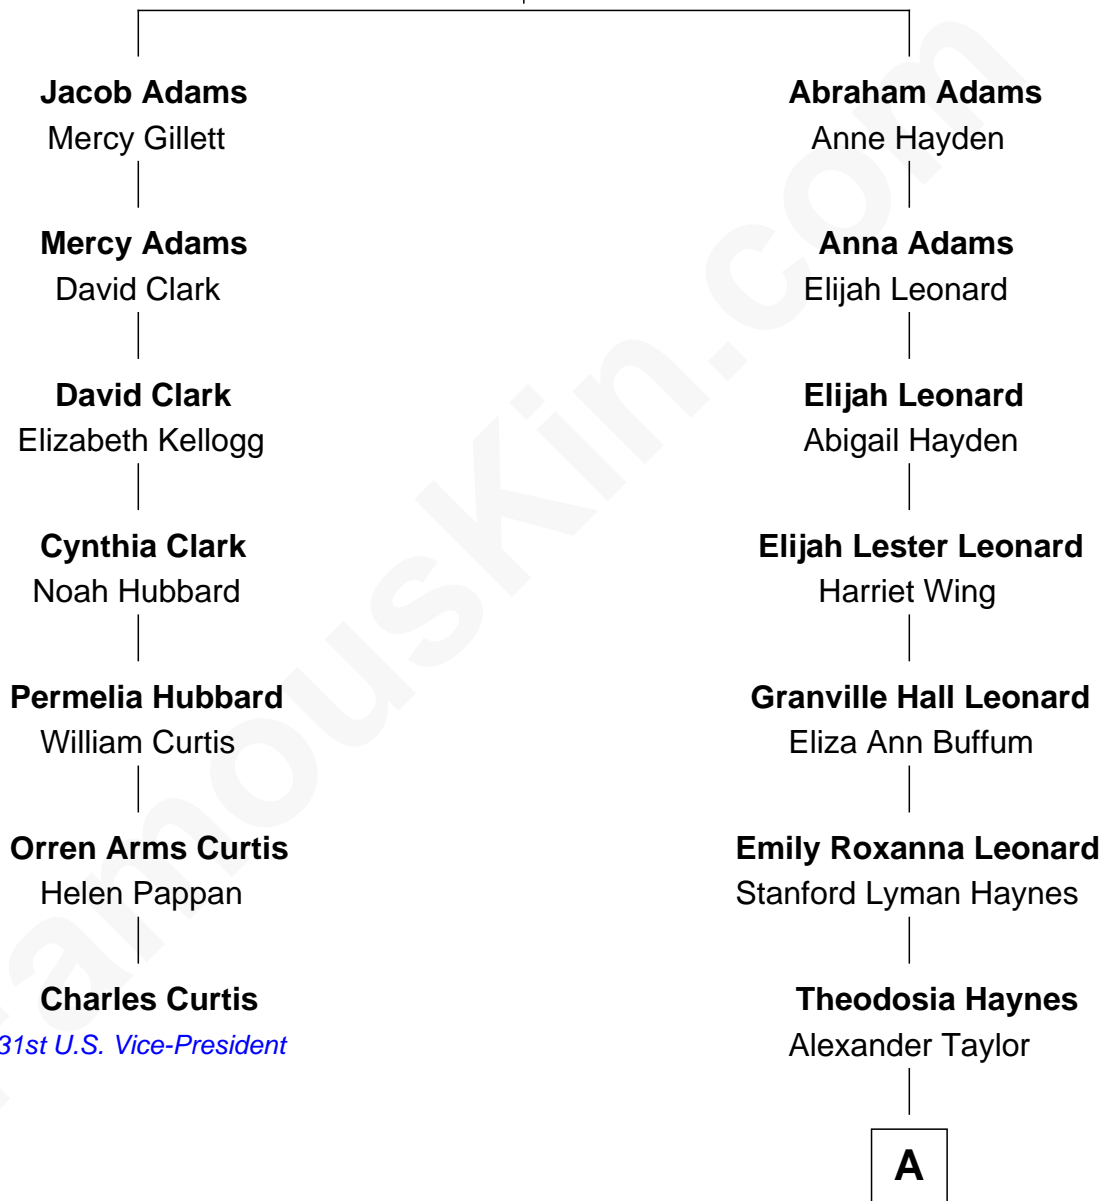 Jacob Adams
Mercy Gillett
Abraham Adams
Anne Hayden
Mercy Adams
David Clark
Anna Adams
Elijah Leonard
David Clark
Elizabeth Kellogg
Elijah Leonard
Abigail Hayden
Cynthia Clark
Noah Hubbard
Elijah Lester Leonard
Harriet Wing
Permelia Hubbard
William Curtis
Granville Hall Leonard
Eliza Ann Buffum
Orren Arms Curtis
Helen Pappan
Emily Roxanna Leonard
Stanford Lyman Haynes
Charles Curtis
31st U.S. Vice-President
Theodosia Haynes
Alexander Taylor
A
FamousKin.com